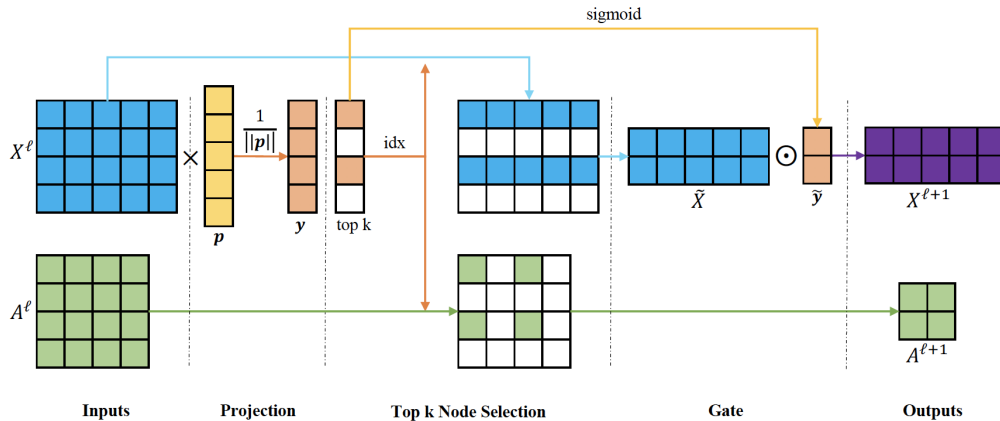 sigmoid
X^ℓ
×
p
1
||p||
y
top k
idx
X̃
⊙
ỹ
X^{ℓ+1}
A^ℓ
A^{ℓ+1}
Inputs
Projection
Top k Node Selection
Gate
Outputs